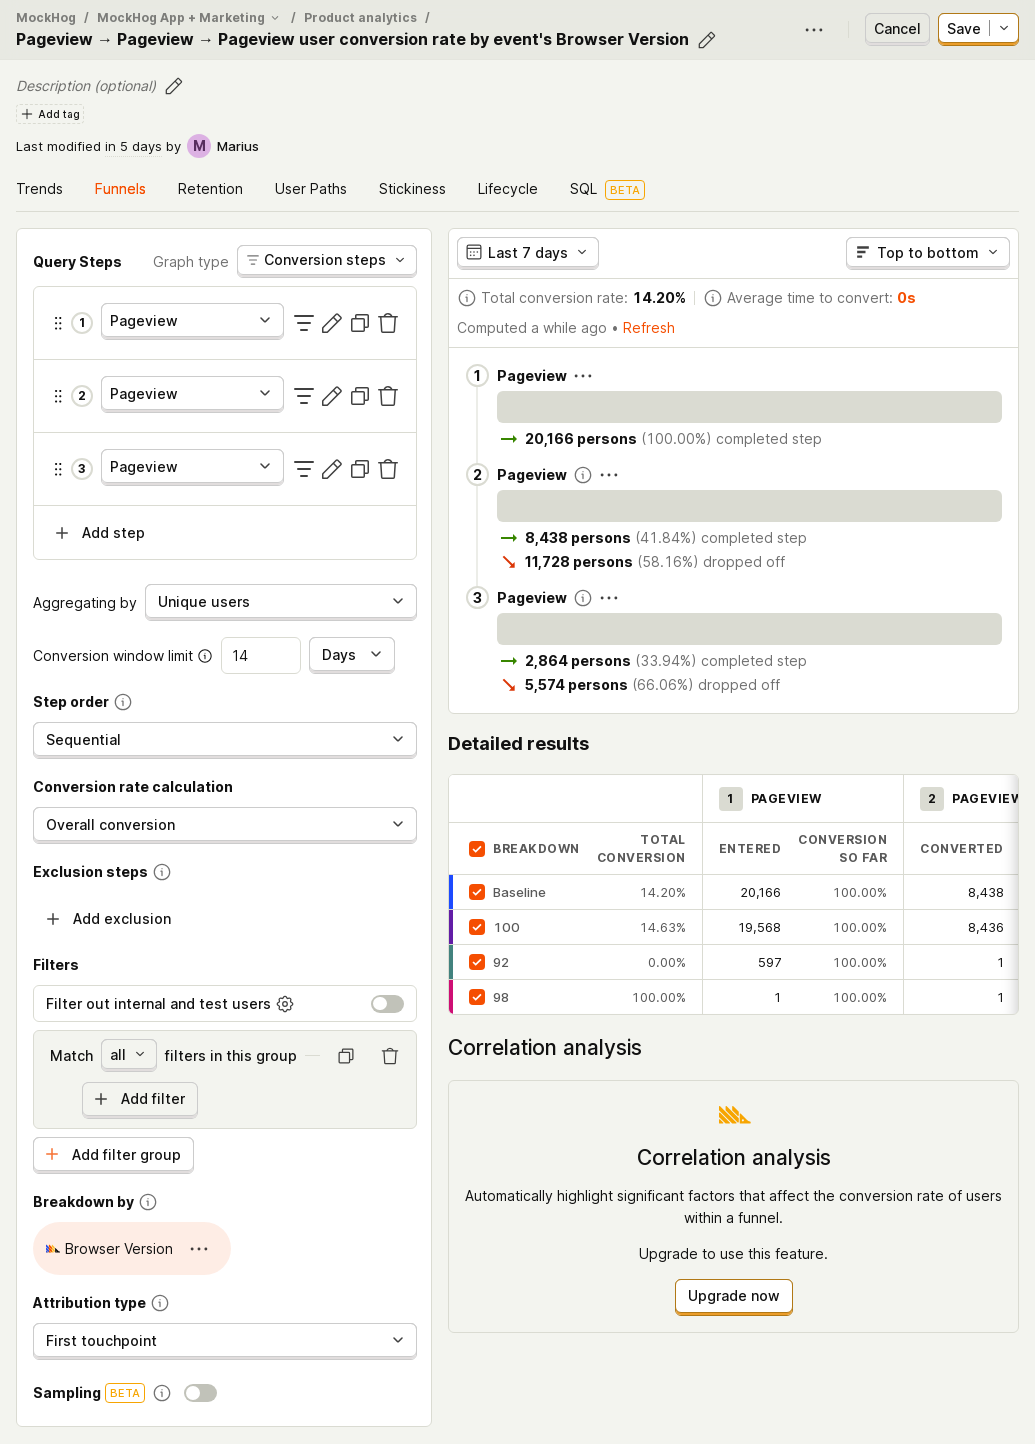 MockHog / MockHog App + Marketing / Product analytics /
Pageview → Pageview → Pageview user conversion rate by event's Browser Version
Cancel
Save
Description (optional)
Add tag
Last modified in 5 days by M Marius
Trends Funnels Retention User Paths Stickiness Lifecycle SQL BETA
Query Steps
Graph type
Conversion steps
1 Pageview
2 Pageview
3 Pageview
Add step
Aggregating by Unique users
Conversion window limit 14 Days
Step order
Sequential
Conversion rate calculation
Overall conversion
Exclusion steps
Add exclusion
Filters
Filter out internal and test users
Match all filters in this group
Add filter
Add filter group
Breakdown by
Browser Version
Attribution type
First touchpoint
Sampling BETA
Last 7 days
Top to bottom
Total conversion rate: 14.20% Average time to convert: 0s
Computed a while ago • Refresh
1 Pageview
20,166 persons (100.00%) completed step
2 Pageview
8,438 persons (41.84%) completed step
11,728 persons (58.16%) dropped off
3 Pageview
2,864 persons (33.94%) completed step
5,574 persons (66.06%) dropped off
Detailed results
1 PAGEVIEW 2 PAGEVIEW
BREAKDOWN TOTAL CONVERSION ENTERED CONVERSION SO FAR CONVERTED
Baseline 14.20% 20,166 100.00% 8,438
100 14.63% 19,568 100.00% 8,436
92 0.00% 597 100.00% 1
98 100.00% 1 100.00% 1
Correlation analysis
Correlation analysis
Automatically highlight significant factors that affect the conversion rate of users
within a funnel.
Upgrade to use this feature.
Upgrade now